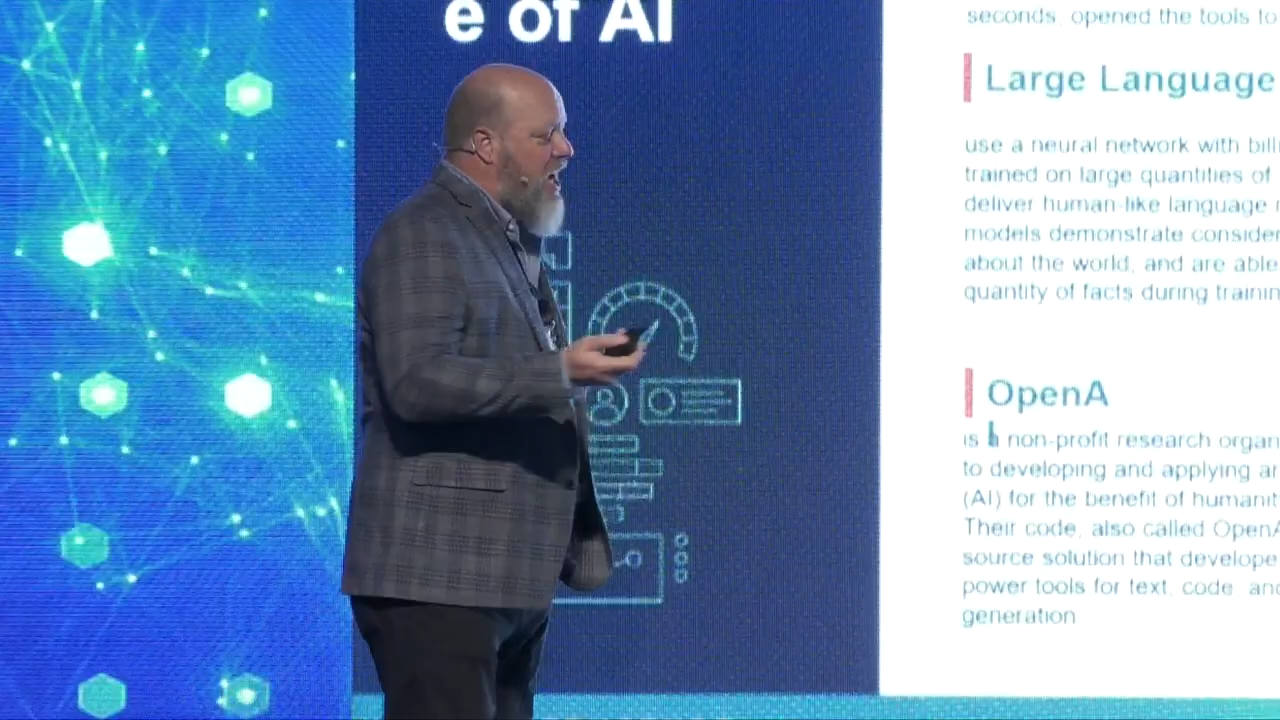 e of AI
seconds, opened the tools to
Large Language
use a neural network with billi
trained on large quantities of
deliver human-like language
models demonstrate consider
about the world, and are able
quantity of facts during trainin
OpenA
is a non-profit research organ
to developing and applying ar
(AI) for the benefit of humanit
Their code, also called OpenA
source solution that develope
power tools for text, code and
generation